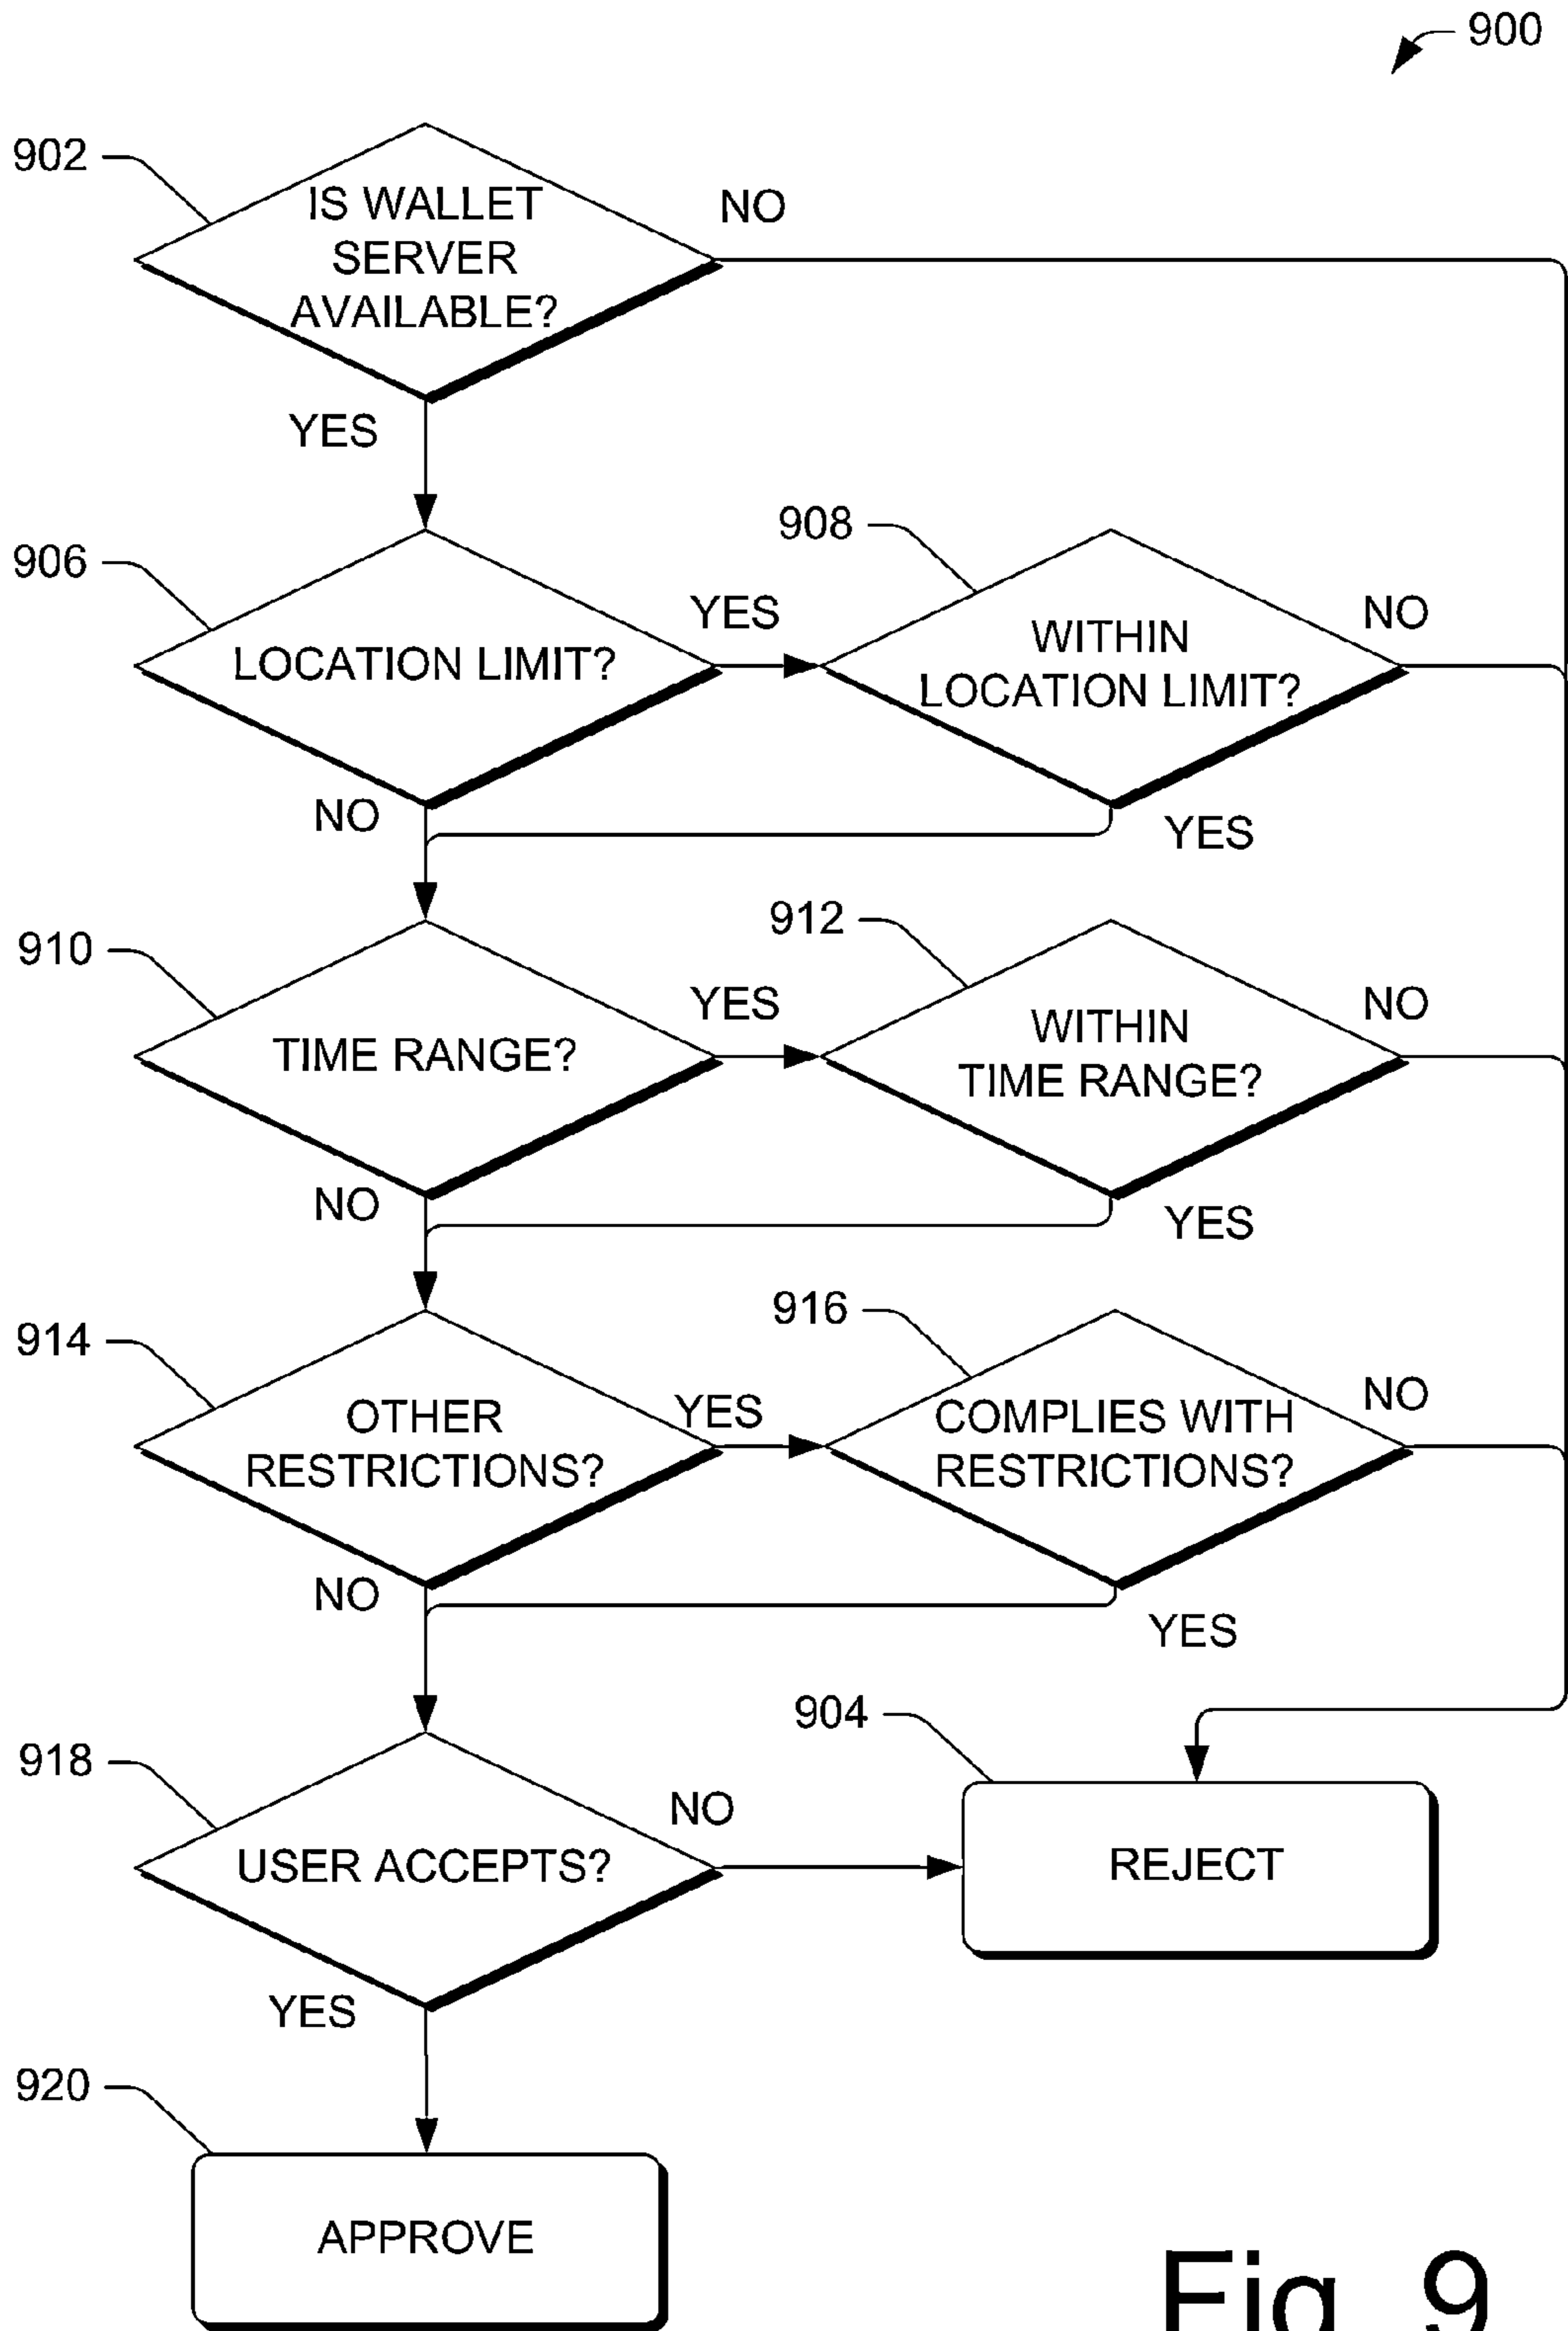 900
902
IS WALLET
SERVER
AVAILABLE?
NO
YES
906
LOCATION LIMIT?
YES
908
WITHIN
LOCATION LIMIT?
NO
NO
YES
910
TIME RANGE?
YES
912
WITHIN
TIME RANGE?
NO
NO
YES
914
OTHER
RESTRICTIONS?
YES
916
COMPLIES WITH
RESTRICTIONS?
NO
NO
YES
904
918
USER ACCEPTS?
NO
REJECT
YES
920
APPROVE
Fig. 9